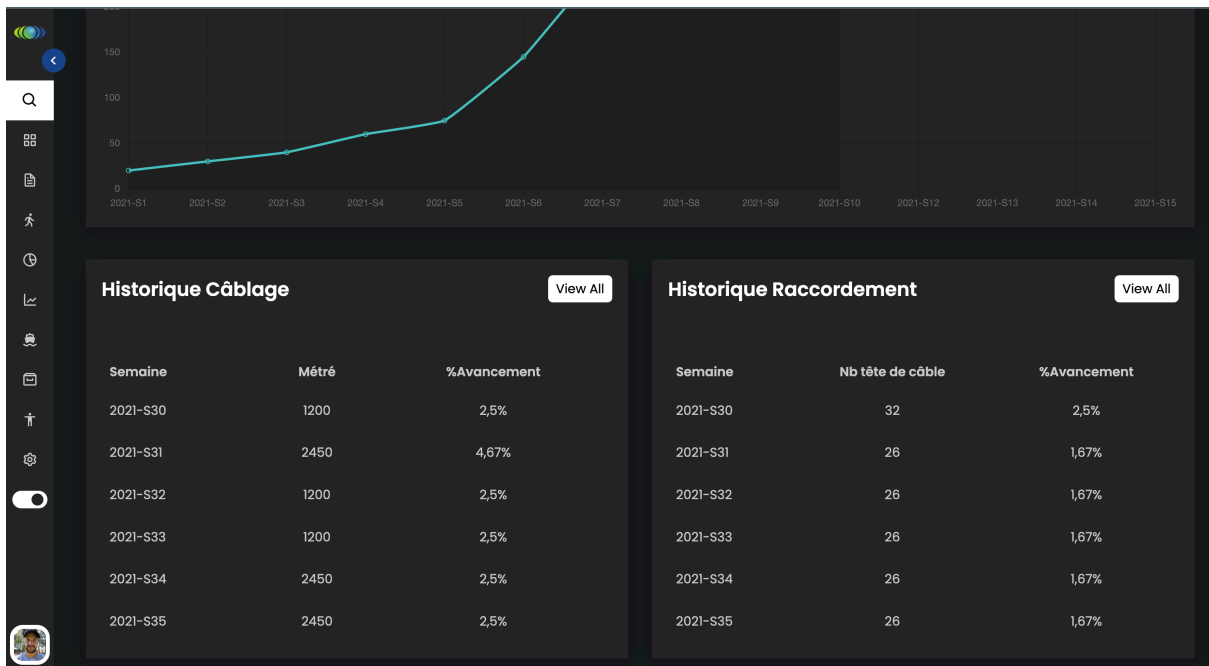 200
150
100
50
0
2021-S1 2021-S2 2021-S3 2021-S4 2021-S5 2021-S6 2021-S7 2021-S8 2021-S9 2021-S10 2021-S12 2021-S13 2021-S14 2021-S15
Historique Câblage View All
Semaine Métré %Avancement
2021-S30 1200 2,5%
2021-S31 2450 4,67%
2021-S32 1200 2,5%
2021-S33 1200 2,5%
2021-S34 2450 2,5%
2021-S35 2450 2,5%
Historique Raccordement View All
Semaine Nb tête de câble %Avancement
2021-S30 32 2,5%
2021-S31 26 1,67%
2021-S32 26 1,67%
2021-S33 26 1,67%
2021-S34 26 1,67%
2021-S35 26 1,67%